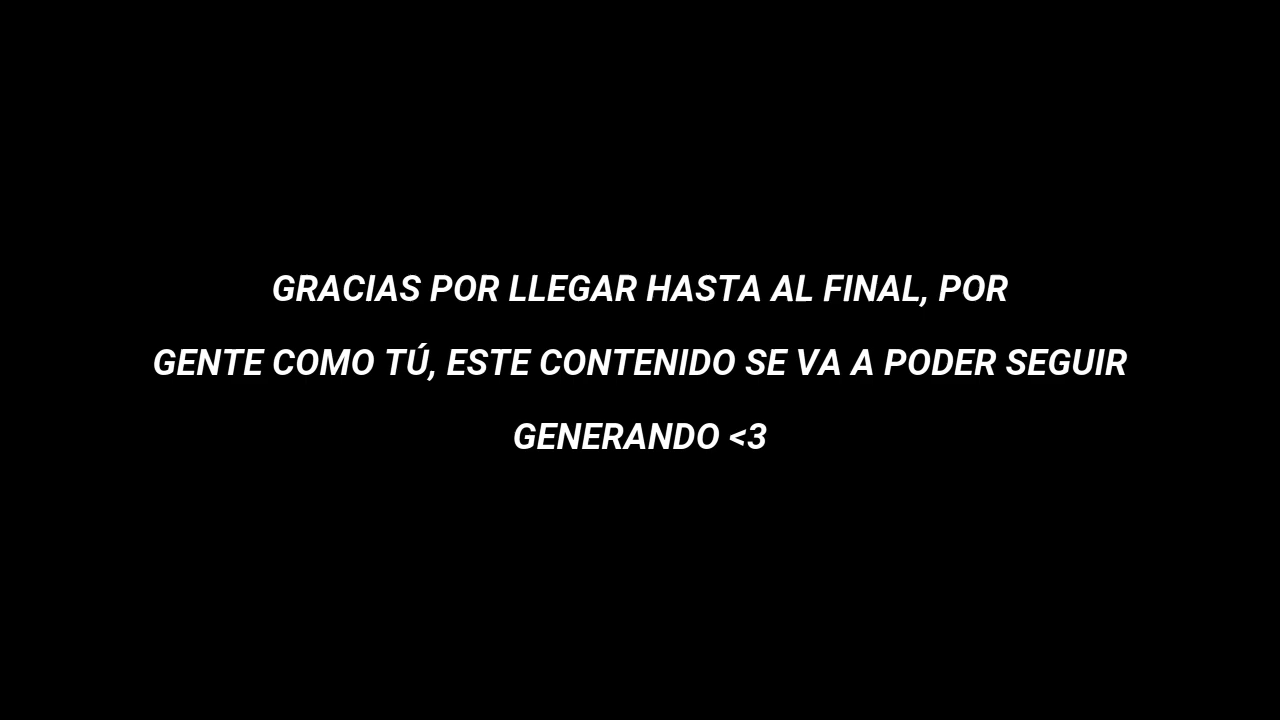 GRACIAS POR LLEGAR HASTA AL FINAL, POR
GENTE COMO TÚ, ESTE CONTENIDO SE VA A PODER SEGUIR
GENERANDO <3